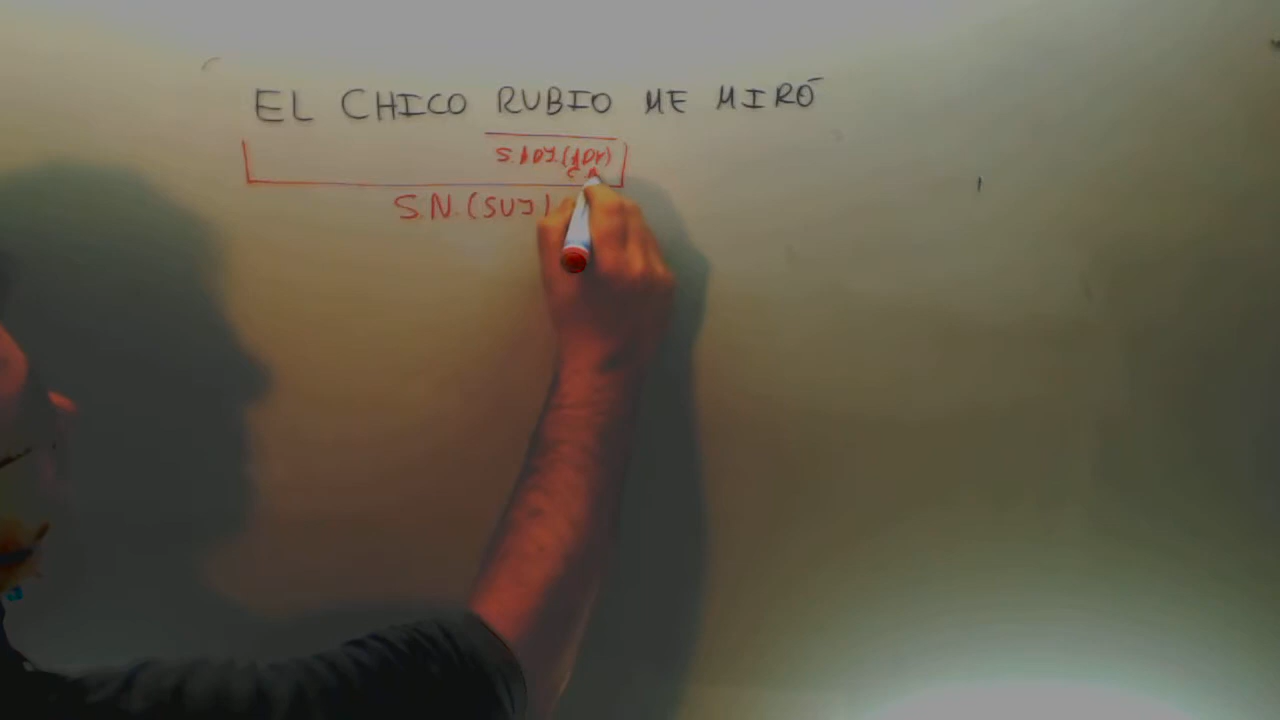 EL CHICO RUBIO ME MIRÓ
S. ADJ. (ADY)
S.N. (SUJ)